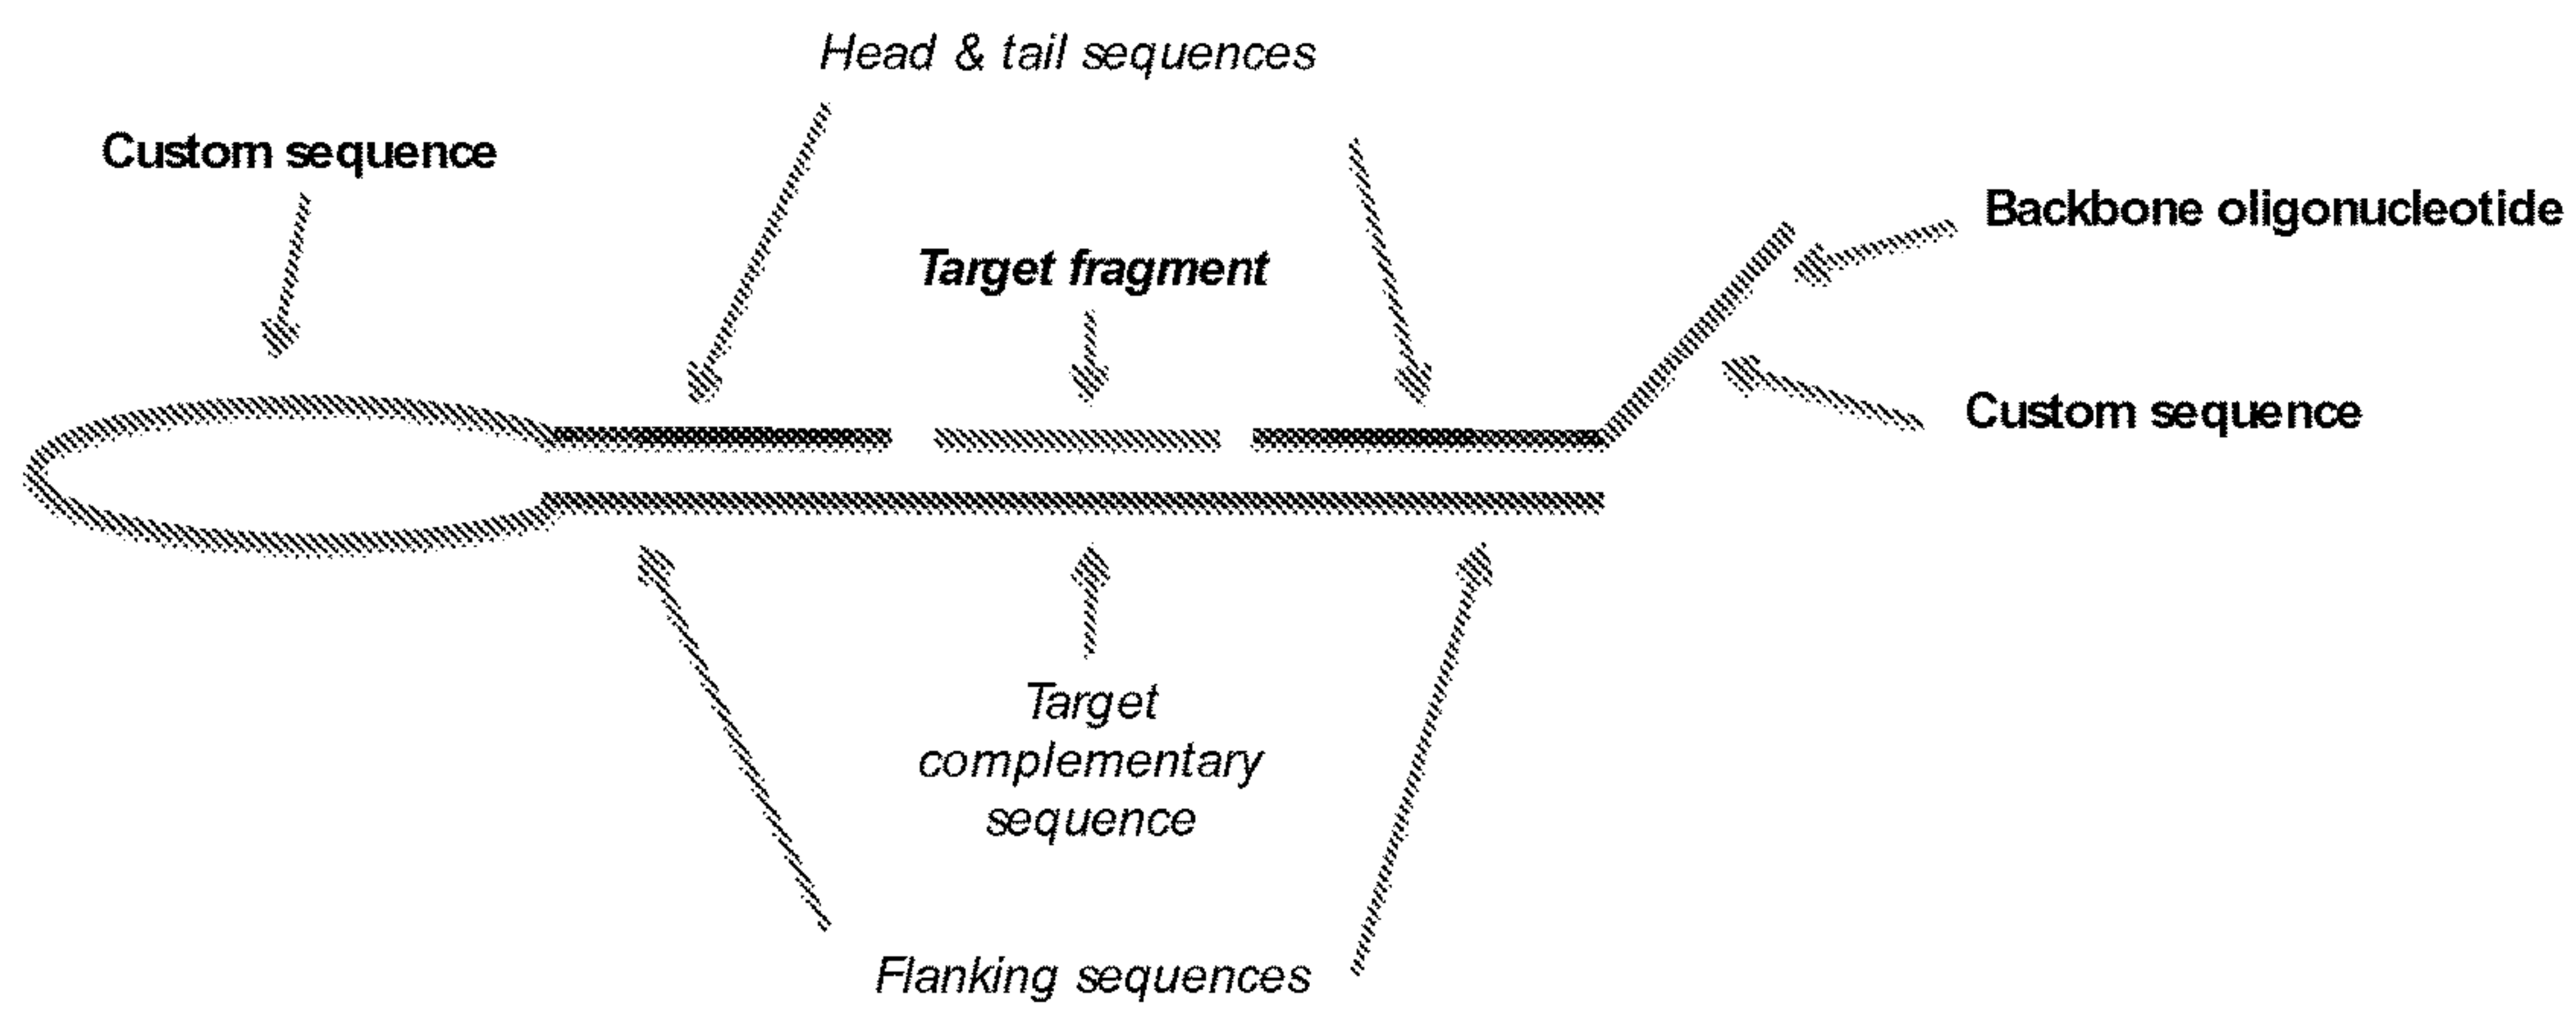 Head & tail sequences
Custom sequence
Backbone oligonucleotide
Target fragment
Custom sequence
Target
complementary
sequence
Flanking sequences